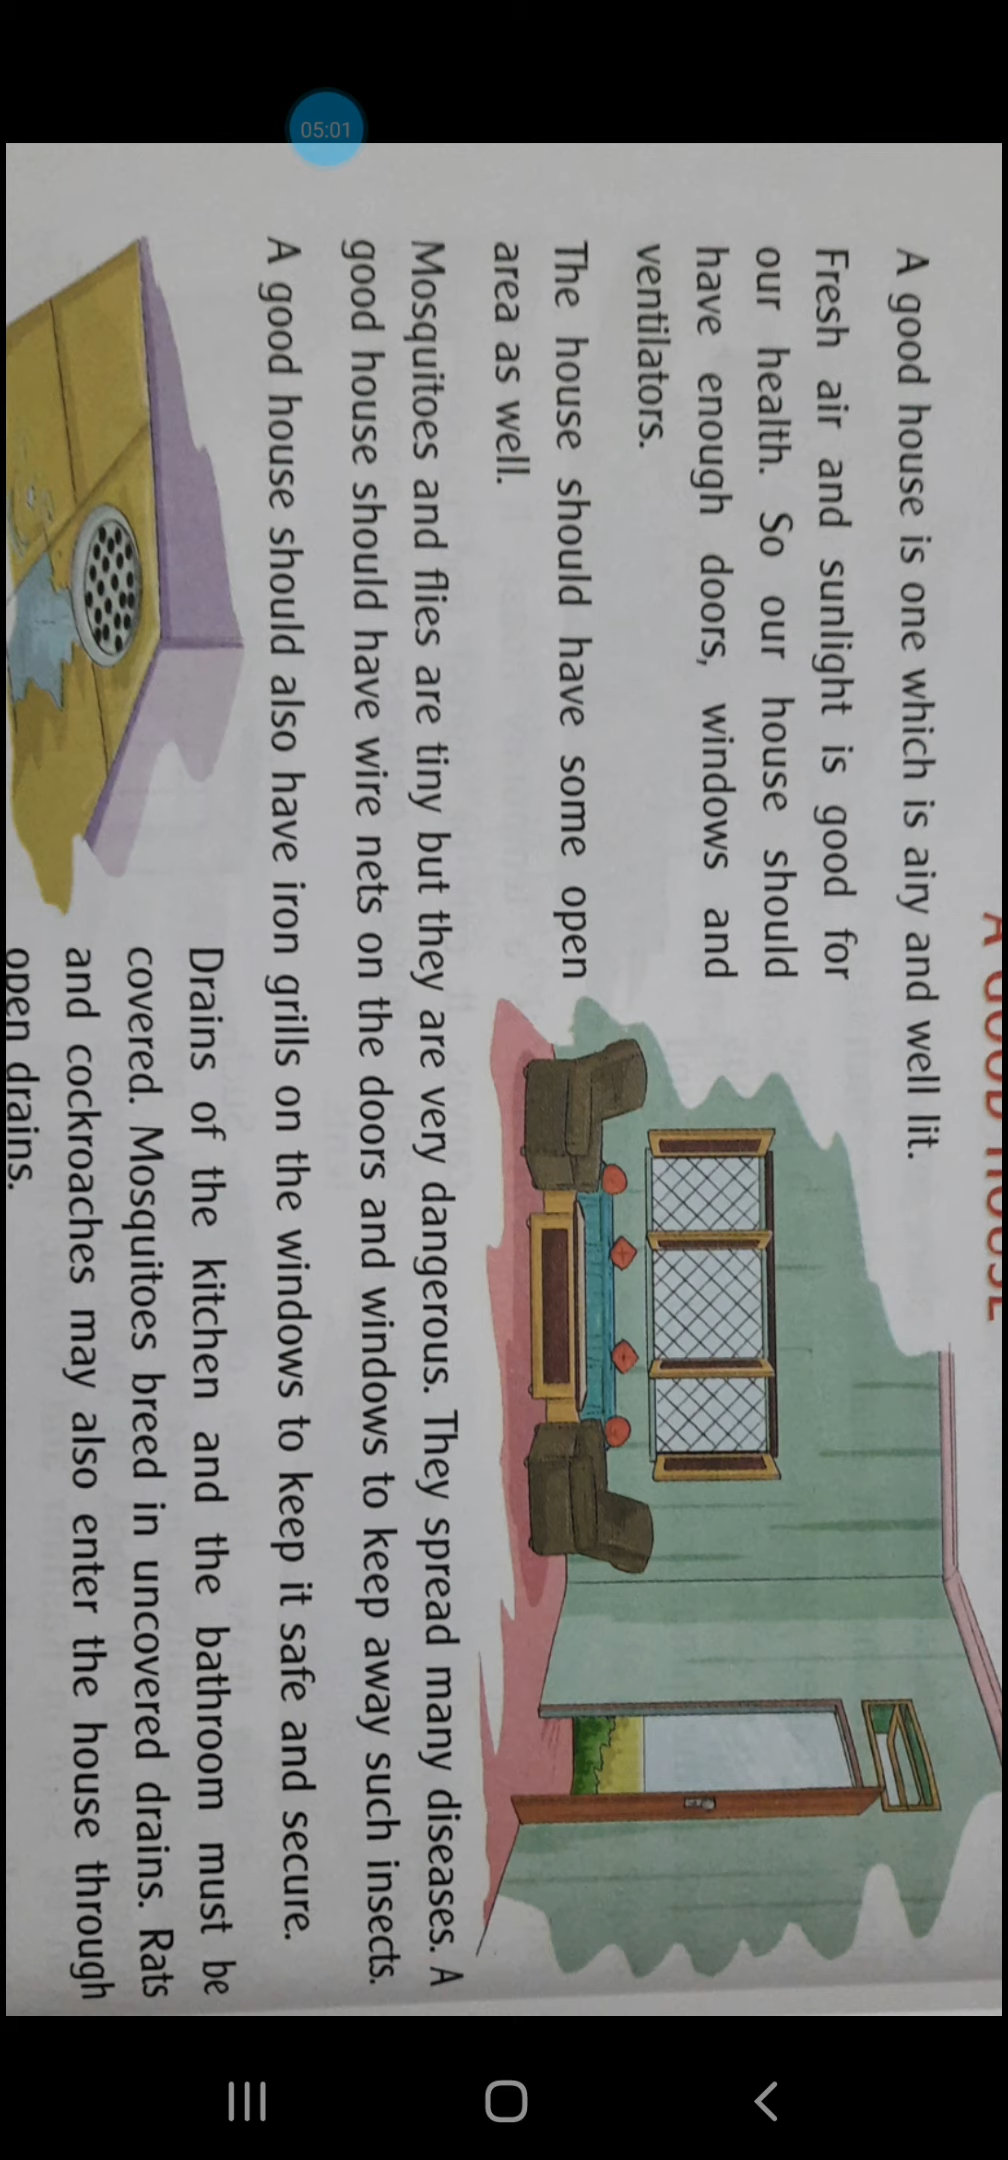 05:01
A GOOD HOUSE
A good house is one which is airy and well lit.
Fresh air and sunlight is good for
our health. So our house should
have enough doors, windows and
ventilators.
The house should have some open
area as well.
Mosquitoes and flies are tiny but they are very dangerous. They spread many diseases. A
good house should have wire nets on the doors and windows to keep away such insects.
A good house should also have iron grills on the windows to keep it safe and secure.
Drains of the kitchen and the bathroom must be
covered. Mosquitoes breed in uncovered drains. Rats
and cockroaches may also enter the house through
open drains.